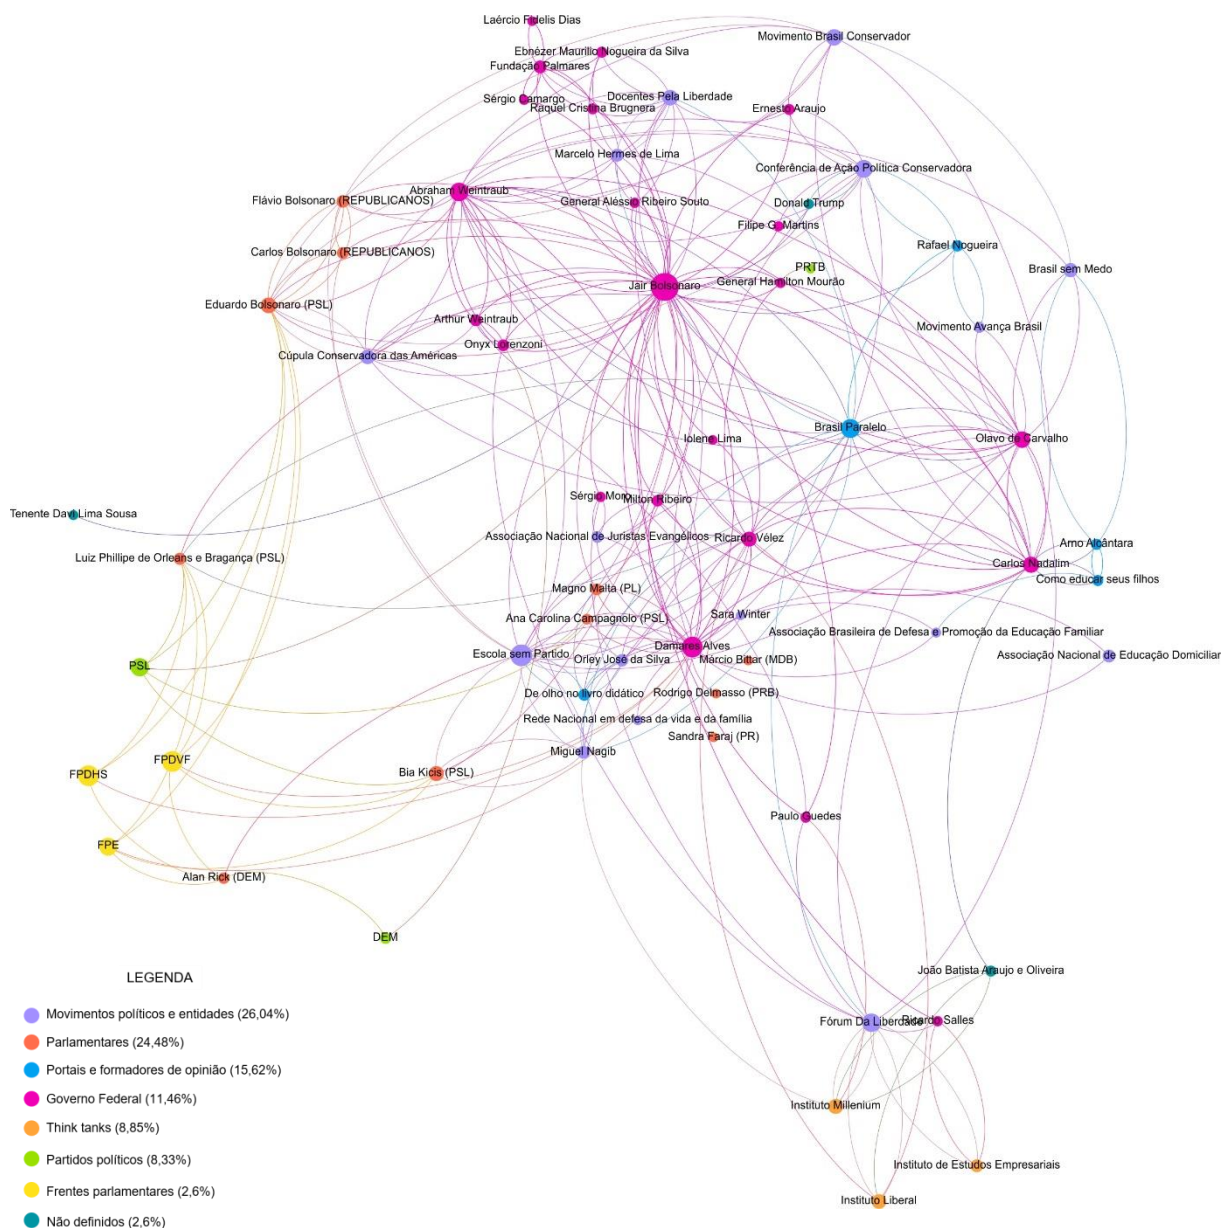 Laércio Fidelis Dias
Movimento Brasil Conservador
Ebnézer Maurilio Nogueira da Silva
Fundação Palmares
Sérgio Camargo
Docentes Pela Liberdade
Raquel Cristina Brugnera
Ernesto Araujo
Marcelo Hermes de Lima
Conferência de Ação Política Conservadora
Abraham Weintraub
Flávio Bolsonaro (REPUBLICANOS)
General Aléssio Ribeiro Souto
Donald Trump
Filipe G. Martins
Rafael Nogueira
Carlos Bolsonaro (REPUBLICANOS)
PRTB
Brasil sem Medo
Jair Bolsonaro
General Hamilton Mourão
Eduardo Bolsonaro (PSL)
Arthur Weintraub
Movimento Avança Brasil
Onyx Lorenzoni
Cúpula Conservadora das Américas
Brasil Paralelo
Iolene Lima
Olavo de Carvalho
Sérgio Moro
Milton Ribeiro
Tenente Davi Lima Sousa
Associação Nacional de Juristas Evangélicos
Ricardo Vélez
Arno Alcântara
Luiz Phillipe de Orleans e Bragança (PSL)
Carlos Nadalim
Como educar seus filhos
Magno Malta (PL)
Ana Carolina Campagnolo (PSL)
Sara Winter
Associação Brasileira de Defesa e Promoção da Educação Familiar
Damares Alves
Escola sem Partido
Orley José da Silva
Márcio Bittar (MDB)
Associação Nacional de Educação Domiciliar
PSL
De olho no livro didático
Rodrigo Delmasso (PRB)
Rede Nacional em defesa da vida e da família
Sandra Faraj (PR)
Miguel Nagib
FPDVF
FPDHS
Bia Kicis (PSL)
Paulo Guedes
FPE
Alan Rick (DEM)
DEM
João Batista Araujo e Oliveira
Fórum Da Liberdade
Ricardo Salles
Instituto Millenium
Instituto de Estudos Empresariais
Instituto Liberal
LEGENDA
Movimentos políticos e entidades (26,04%)
Parlamentares (24,48%)
Portais e formadores de opinião (15,62%)
Governo Federal (11,46%)
Think tanks (8,85%)
Partidos políticos (8,33%)
Frentes parlamentares (2,6%)
Não definidos (2,6%)